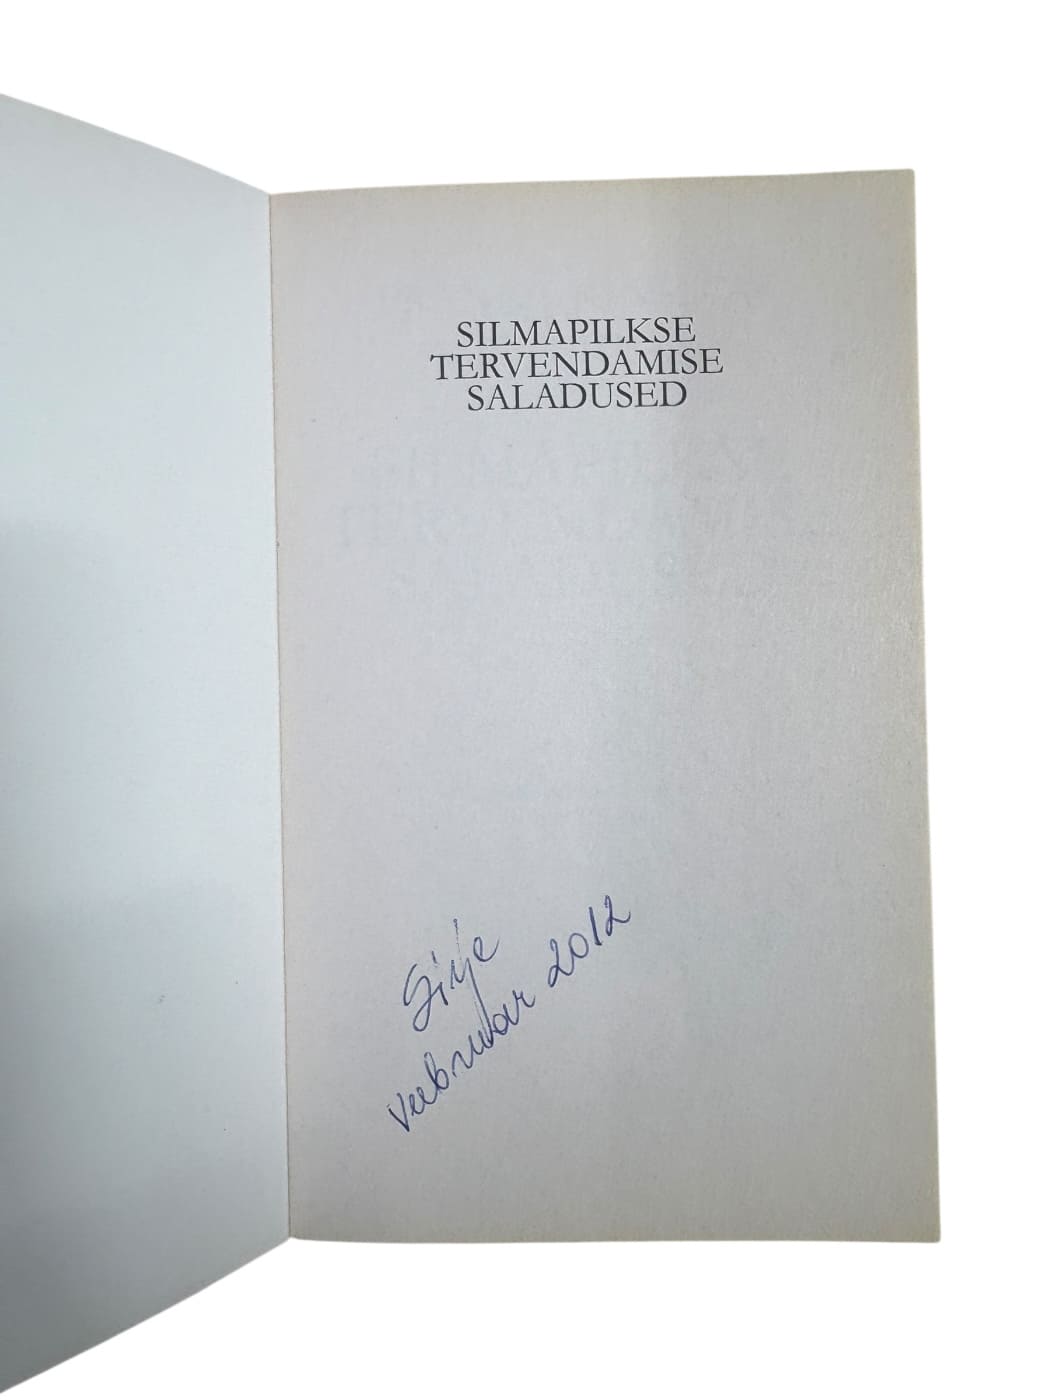 SILMAPILKSE
TERVENDAMISE
SALADUSED
Sirje
veebruar 2012